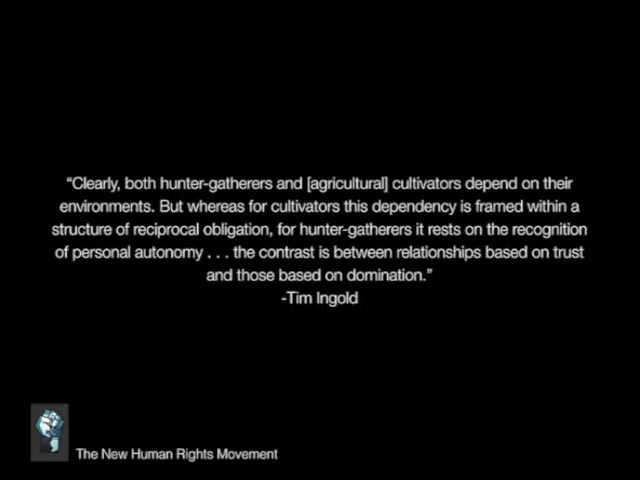 “Clearly, both hunter-gatherers and [agricultural] cultivators depend on their
environments. But whereas for cultivators this dependency is framed within a
structure of reciprocal obligation, for hunter-gatherers it rests on the recognition
of personal autonomy . . . the contrast is between relationships based on trust
and those based on domination.”
-Tim Ingold
The New Human Rights Movement